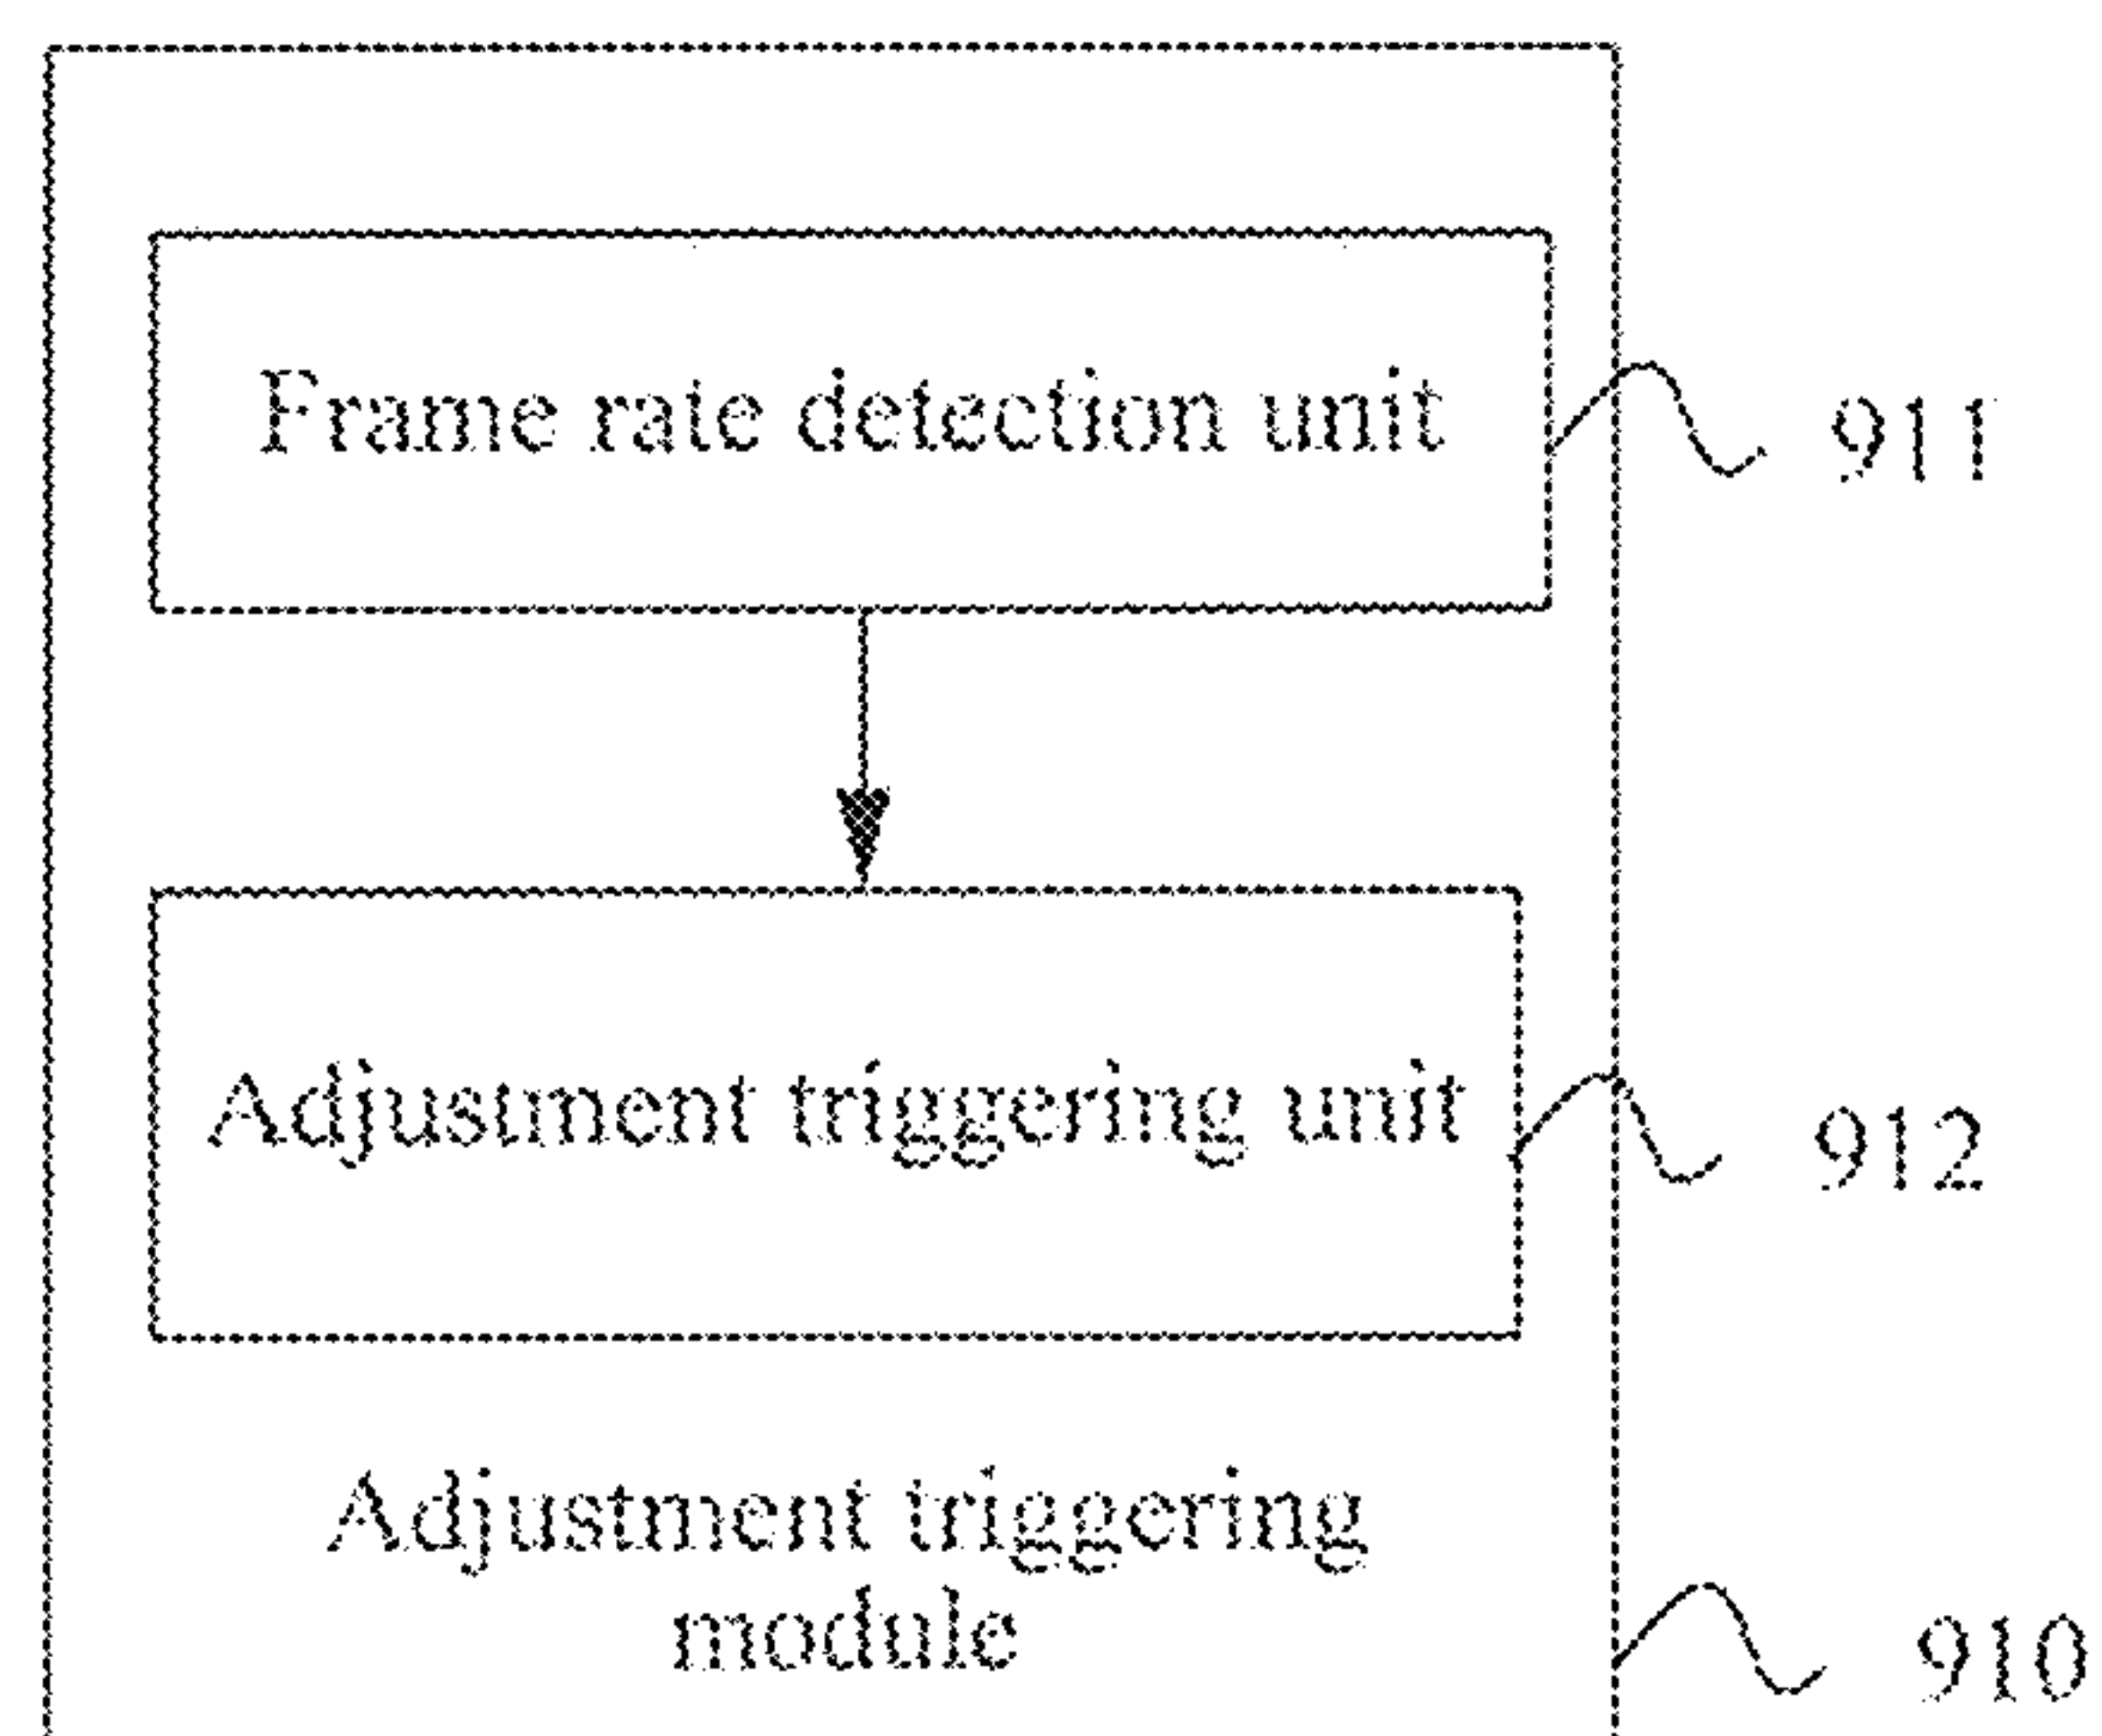 Frame rate detection unit
911
Adjustment triggering unit
912
Adjustment triggering
module
910